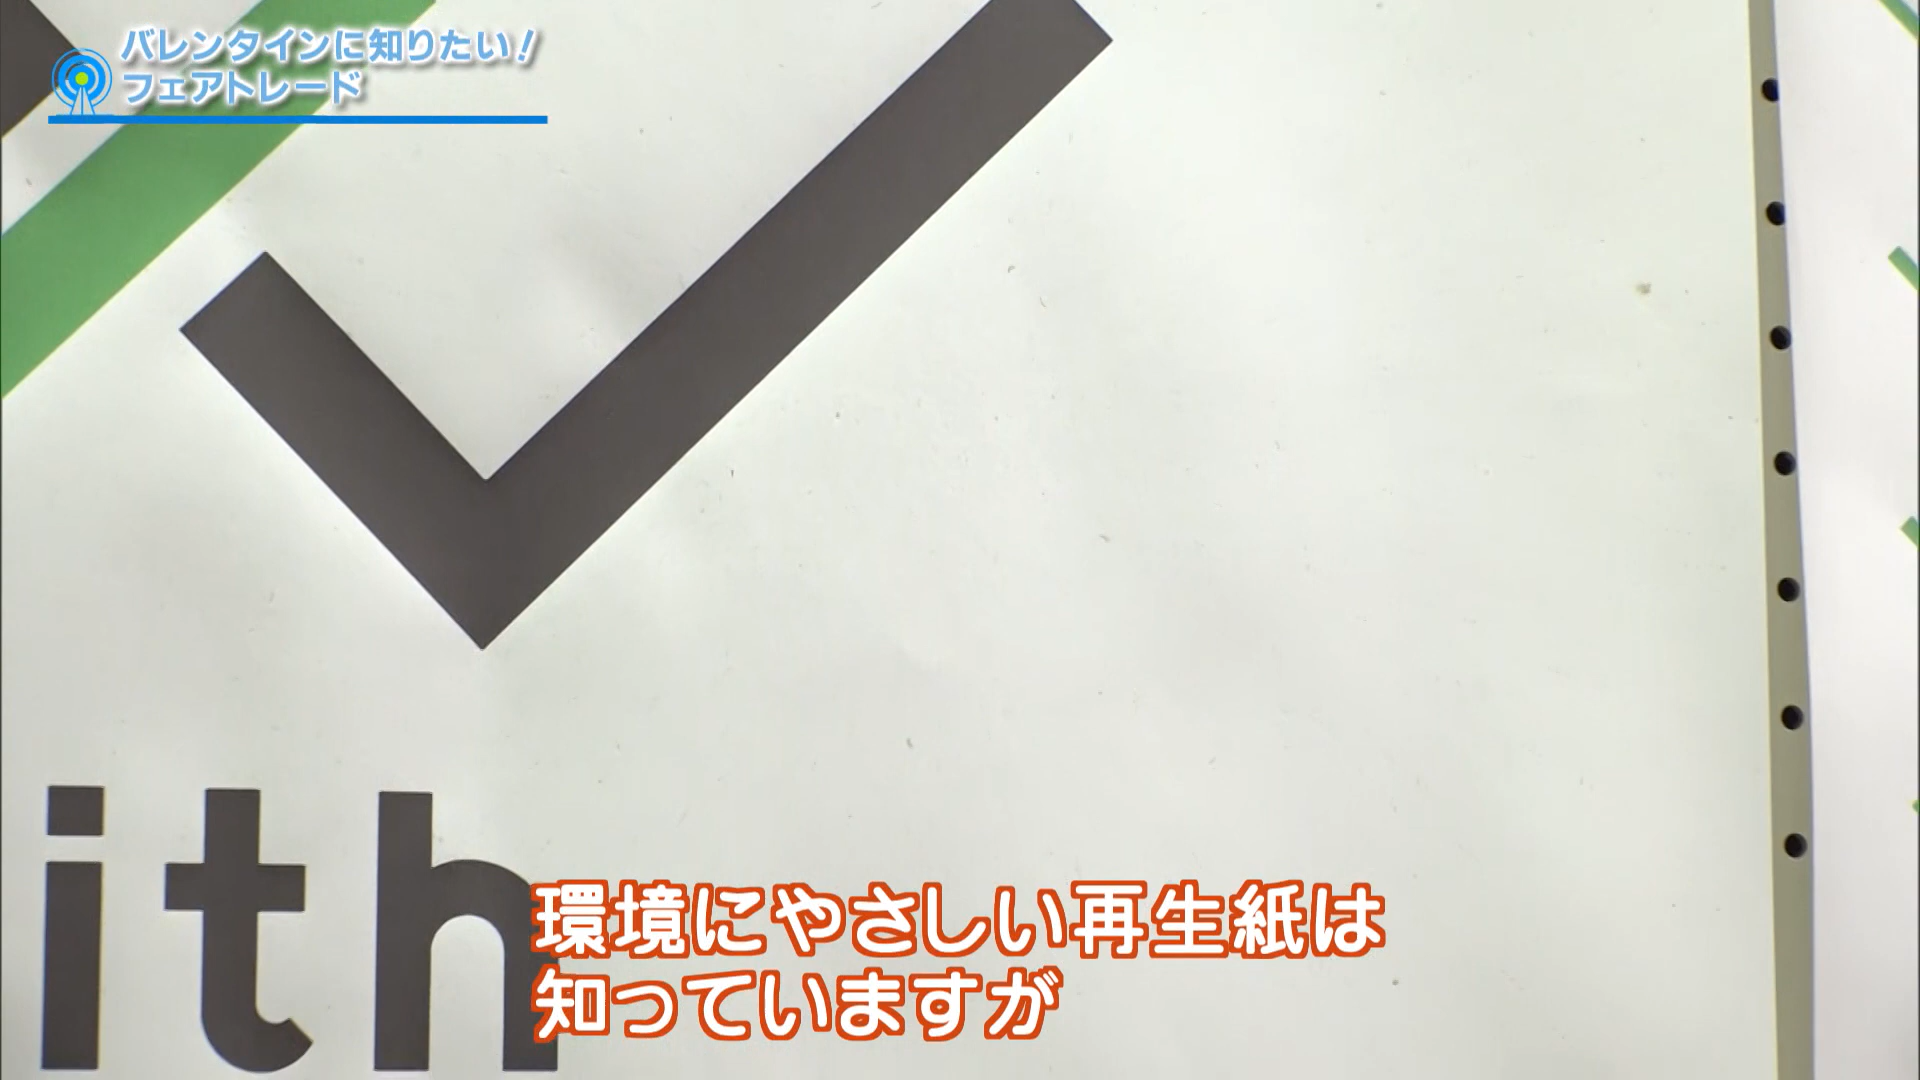 バレンタインに知りたい!
フェアトレード
ith
環境にやさしい再生紙は
知っていますが